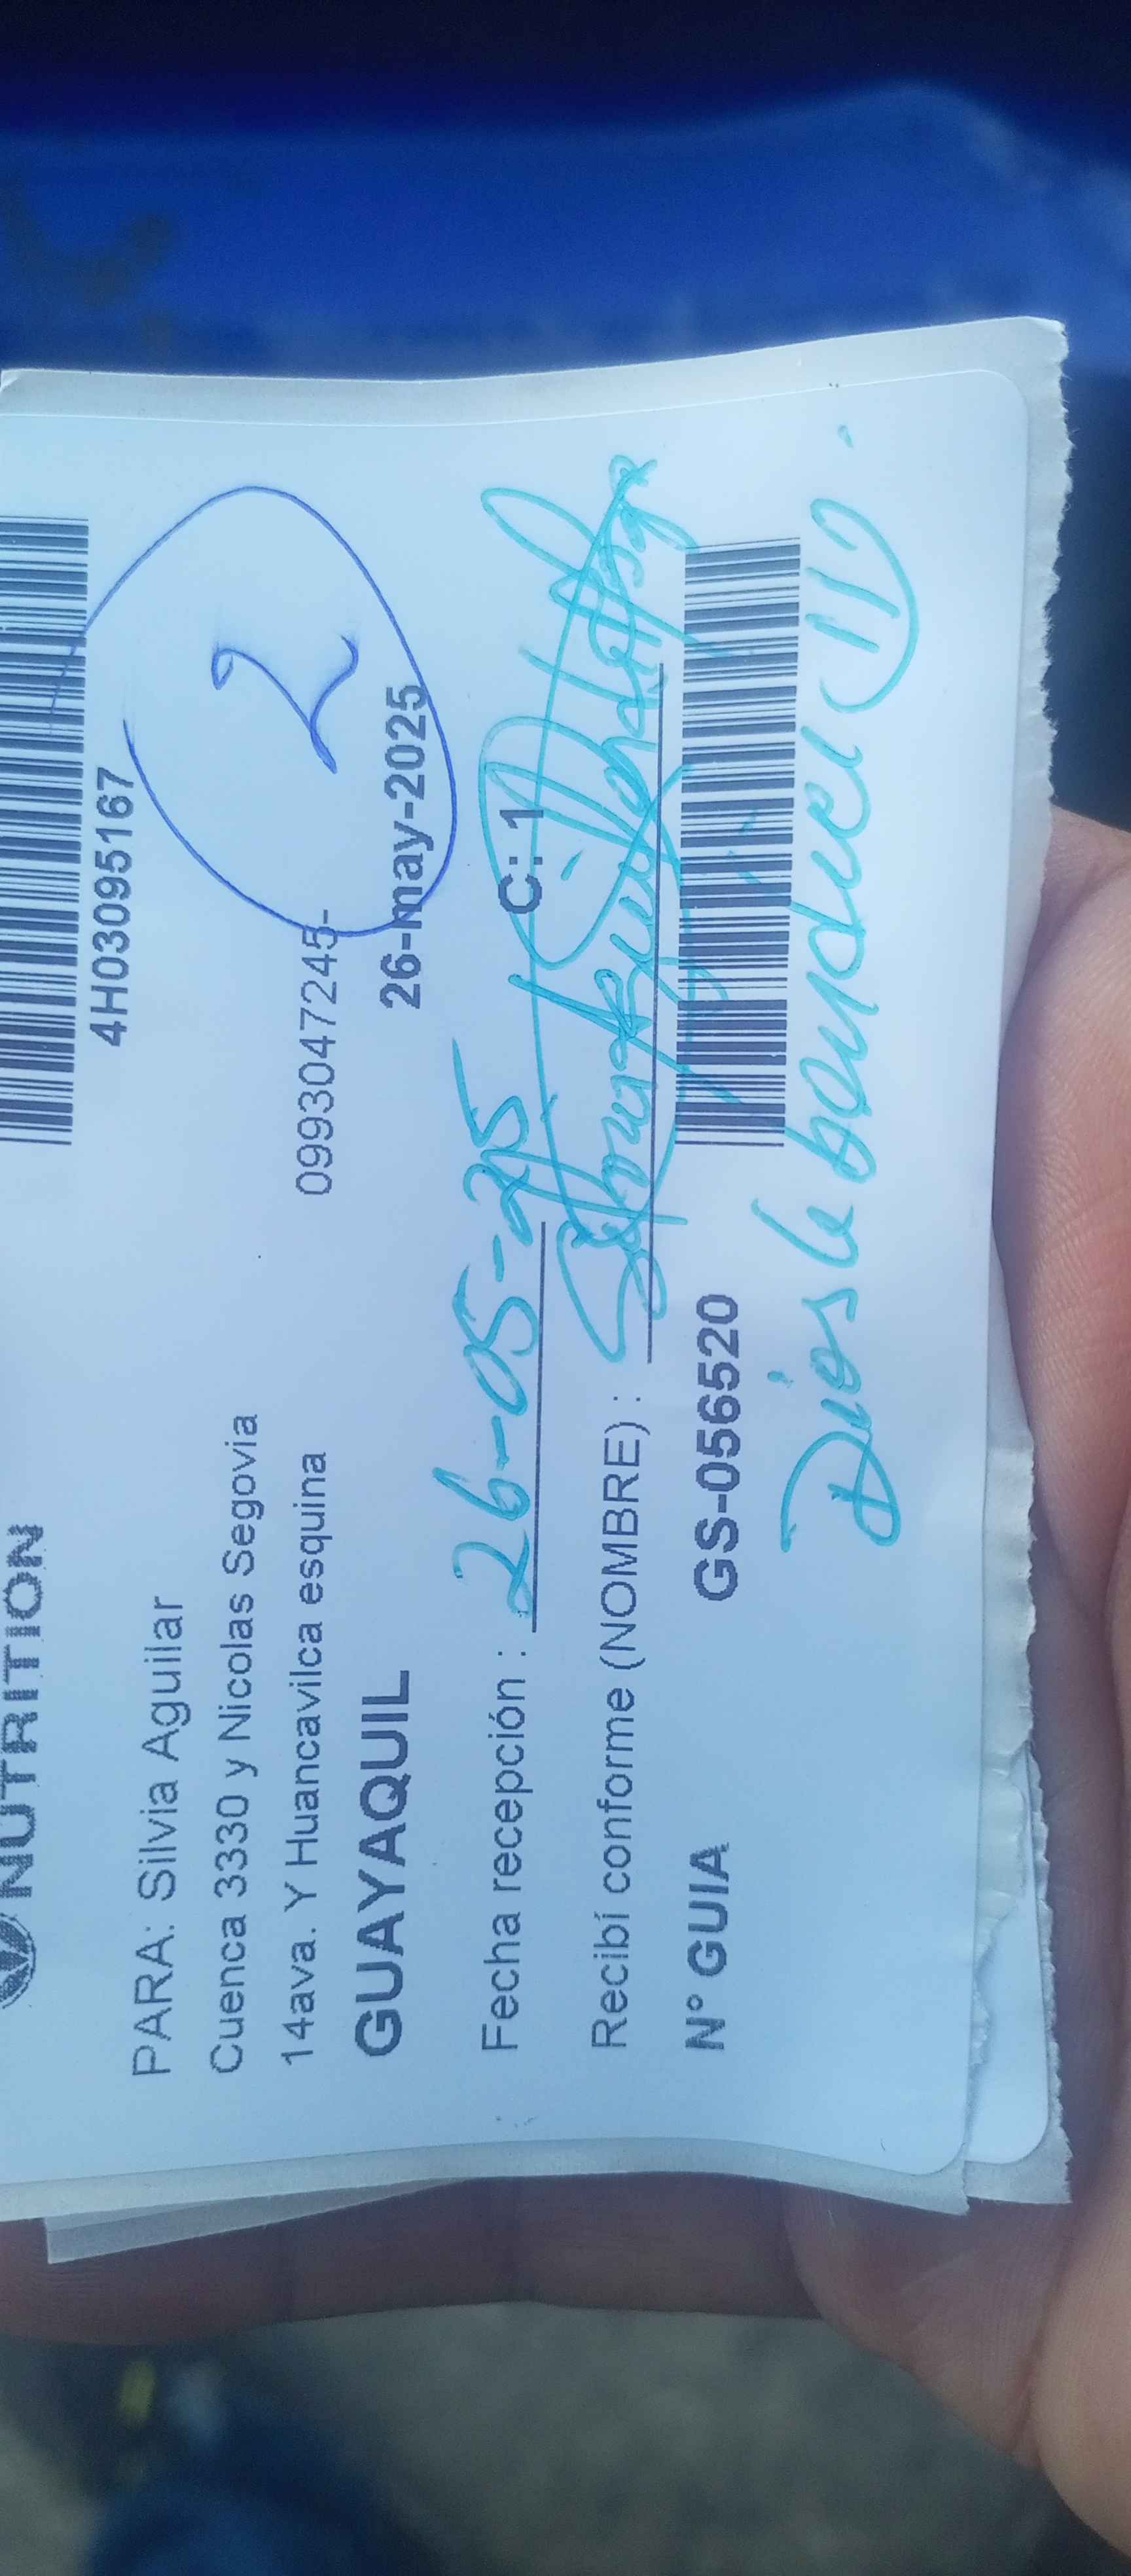 NUTRITION
4H03095167
PARA: Silvia Aguilar
2
Cuenca 3330 y Nicolas Segovia
14ava. Y Huancavilca esquina
0993047245-
GUAYAQUIL
26-may-2025
Fecha recepción : 26-05-25
C: 1
Recibí conforme (NOMBRE) :
N° GUIA
GS-056520
Dios le bendice